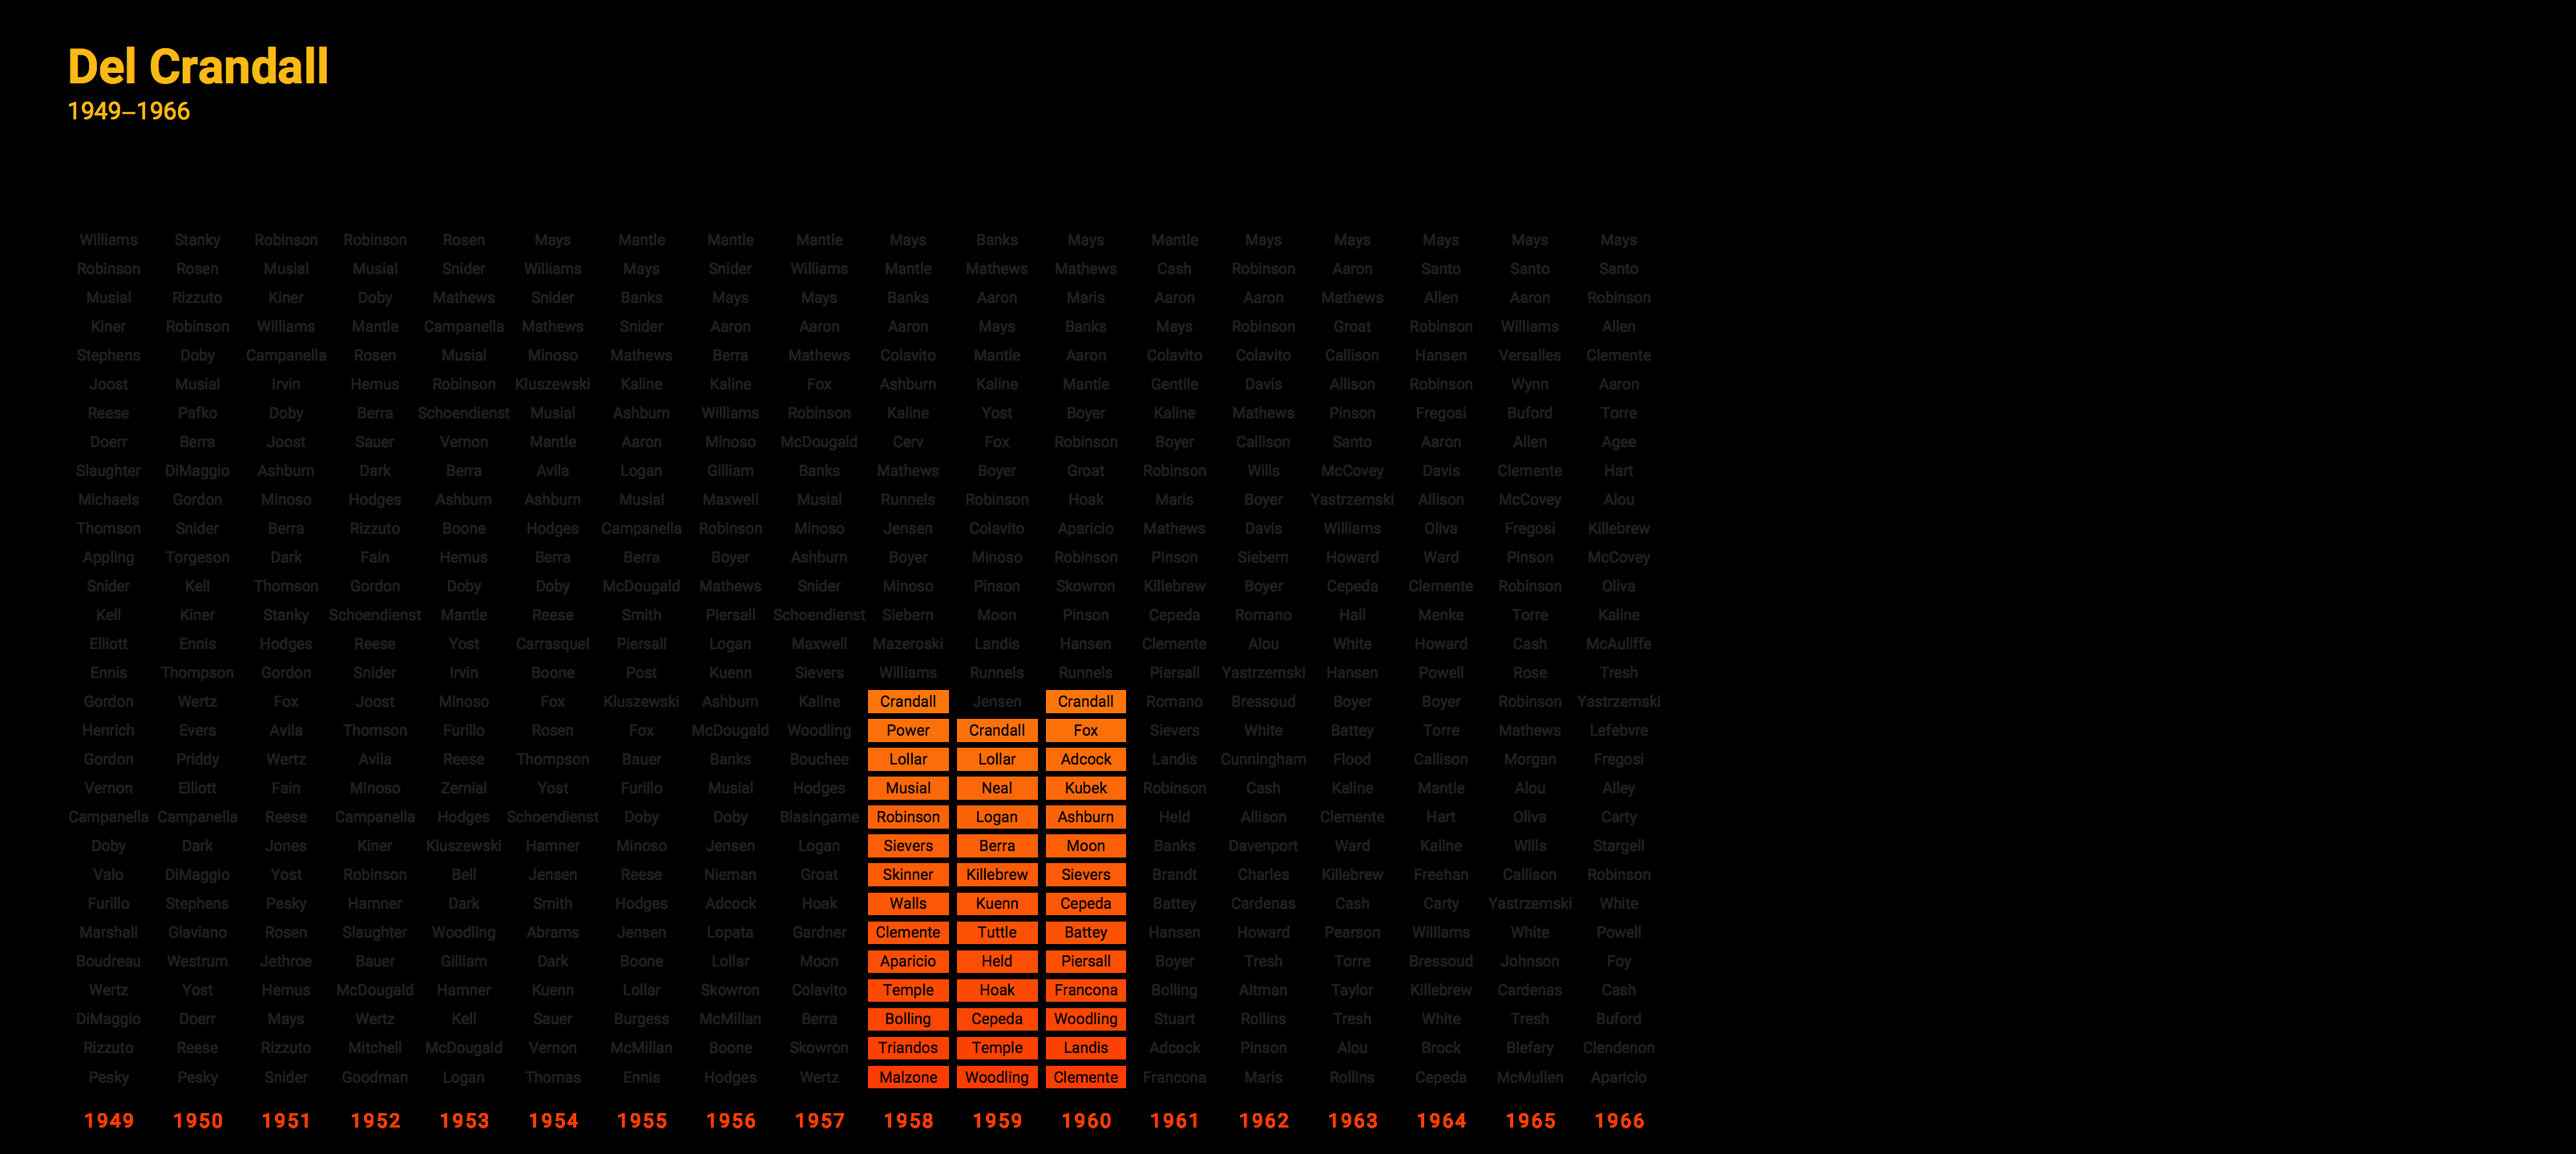 Del Crandall
1949–1966
Williams Stanky Robinson Robinson Rosen Mays Mantle Mantle Mantle Mays Banks Mays Mantle Mays Mays Mays Mays Mays
Robinson Rosen Musial Musial Snider Williams Mays Snider Williams Mantle Mathews Mathews Cash Robinson Aaron Santo Santo Santo
Musial Rizzuto Kiner Doby Mathews Snider Banks Mays Mays Banks Aaron Maris Aaron Aaron Mathews Allen Aaron Robinson
Kiner Robinson Williams Mantle Campanella Mathews Snider Aaron Aaron Aaron Mays Banks Mays Robinson Groat Robinson Williams Allen
Stephens Doby Campanella Rosen Musial Minoso Mathews Berra Mathews Colavito Mantle Aaron Colavito Colavito Callison Hansen Versalles Clemente
Joost Musial Irvin Hemus Robinson Kluszewski Kaline Kaline Fox Ashburn Kaline Mantle Gentile Davis Allison Robinson Wynn Aaron
Reese Pafko Doby Berra Schoendienst Musial Ashburn Williams Robinson Kaline Yost Boyer Kaline Mathews Pinson Fregosi Buford Torre
Doerr Berra Joost Sauer Vernon Mantle Aaron Minoso McDougald Cerv Fox Robinson Boyer Callison Santo Aaron Allen Agee
Slaughter DiMaggio Ashburn Dark Berra Avila Logan Gilliam Banks Mathews Boyer Groat Robinson Wills McCovey Davis Clemente Hart
Michaels Gordon Minoso Hodges Ashburn Ashburn Musial Maxwell Musial Runnels Robinson Hoak Maris Boyer Yastrzemski Allison McCovey Alou
Thomson Snider Berra Rizzuto Boone Hodges Campanella Robinson Minoso Jensen Colavito Aparicio Mathews Davis Williams Oliva Fregosi Killebrew
Appling Torgeson Dark Fain Hemus Berra Berra Boyer Ashburn Boyer Minoso Robinson Pinson Siebern Howard Ward Pinson McCovey
Snider Kell Thomson Gordon Doby Doby McDougald Mathews Snider Minoso Pinson Skowron Killebrew Boyer Cepeda Clemente Robinson Oliva
Kell Kiner Stanky Schoendienst Mantle Reese Smith Piersall Schoendienst Siebern Moon Pinson Cepeda Romano Hall Menke Torre Kaline
Elliott Ennis Hodges Reese Yost Carrasquel Piersall Logan Maxwell Mazeroski Landis Hansen Clemente Alou White Howard Cash McAuliffe
Ennis Thompson Gordon Snider Irvin Boone Post Kuenn Sievers Williams Runnels Runnels Piersall Yastrzemski Hansen Powell Rose Tresh
Gordon Wertz Fox Joost Minoso Fox Kluszewski Ashburn Kaline Crandall Jensen Crandall Romano Bressoud Boyer Boyer Robinson Yastrzemski
Henrich Evers Avila Thomson Furillo Rosen Fox McDougald Woodling Power Crandall Fox Sievers White Battey Torre Mathews Lefebvre
Gordon Priddy Wertz Avila Reese Thompson Bauer Banks Bouchee Lollar Lollar Adcock Landis Cunningham Flood Callison Morgan Fregosi
Vernon Elliott Fain Minoso Zernial Yost Furillo Musial Hodges Musial Neal Kubek Robinson Cash Kaline Mantle Alou Alley
Campanella Campanella Reese Campanella Hodges Schoendienst Doby Doby Blasingame Robinson Logan Ashburn Held Allison Clemente Hart Oliva Carty
Doby Dark Jones Kiner Kluszewski Hamner Minoso Jensen Logan Sievers Berra Moon Banks Davenport Ward Kaline Wills Stargell
Valo DiMaggio Yost Robinson Bell Jensen Reese Nieman Groat Skinner Killebrew Sievers Brandt Charles Killebrew Freehan Callison Robinson
Furillo Stephens Pesky Hamner Dark Smith Hodges Adcock Hoak Walls Kuenn Cepeda Battey Cardenas Cash Carty Yastrzemski White
Marshall Glaviano Rosen Slaughter Woodling Abrams Jensen Lopata Gardner Clemente Tuttle Battey Hansen Howard Pearson Williams White Powell
Boudreau Westrum Jethroe Bauer Gilliam Dark Boone Lollar Moon Aparicio Held Piersall Boyer Tresh Torre Bressoud Johnson Foy
Wertz Yost Hemus McDougald Hamner Kuenn Lollar Skowron Colavito Temple Hoak Francona Bolling Altman Taylor Killebrew Cardenas Cash
DiMaggio Doerr Mays Wertz Kell Sauer Burgess McMillan Berra Bolling Cepeda Woodling Stuart Rollins Tresh White Tresh Buford
Rizzuto Reese Rizzuto Mitchell McDougald Vernon McMillan Boone Skowron Triandos Temple Landis Adcock Pinson Alou Brock Blefary Clendenon
Pesky Pesky Snider Goodman Logan Thomas Ennis Hodges Wertz Malzone Woodling Clemente Francona Maris Rollins Cepeda McMullen Aparicio
1949 1950 1951 1952 1953 1954 1955 1956 1957 1958 1959 1960 1961 1962 1963 1964 1965 1966